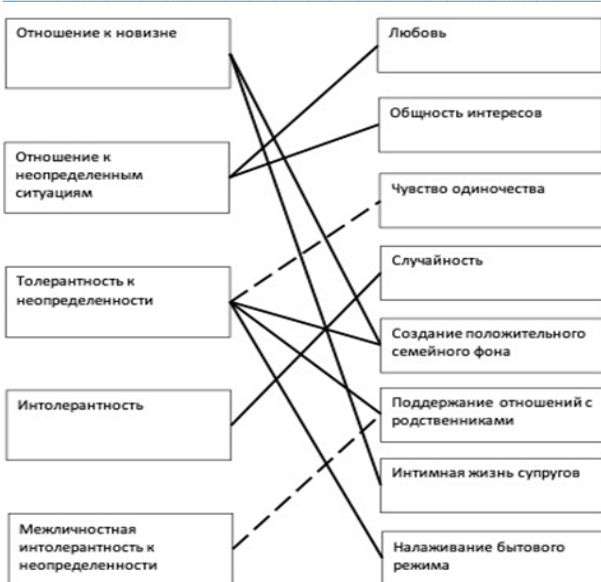 Отношение к новизне
Отношение к
неопределенным
ситуациям
Толерантность к
неопределенности
Интолерантность
Межличностная
интолерантность к
неопределенности
Любовь
Общность интересов
Чувство одиночества
Случайность
Создание положительного
семейного фона
Поддержание отношений с
родственниками
Интимная жизнь супругов
Налаживание бытового
режима